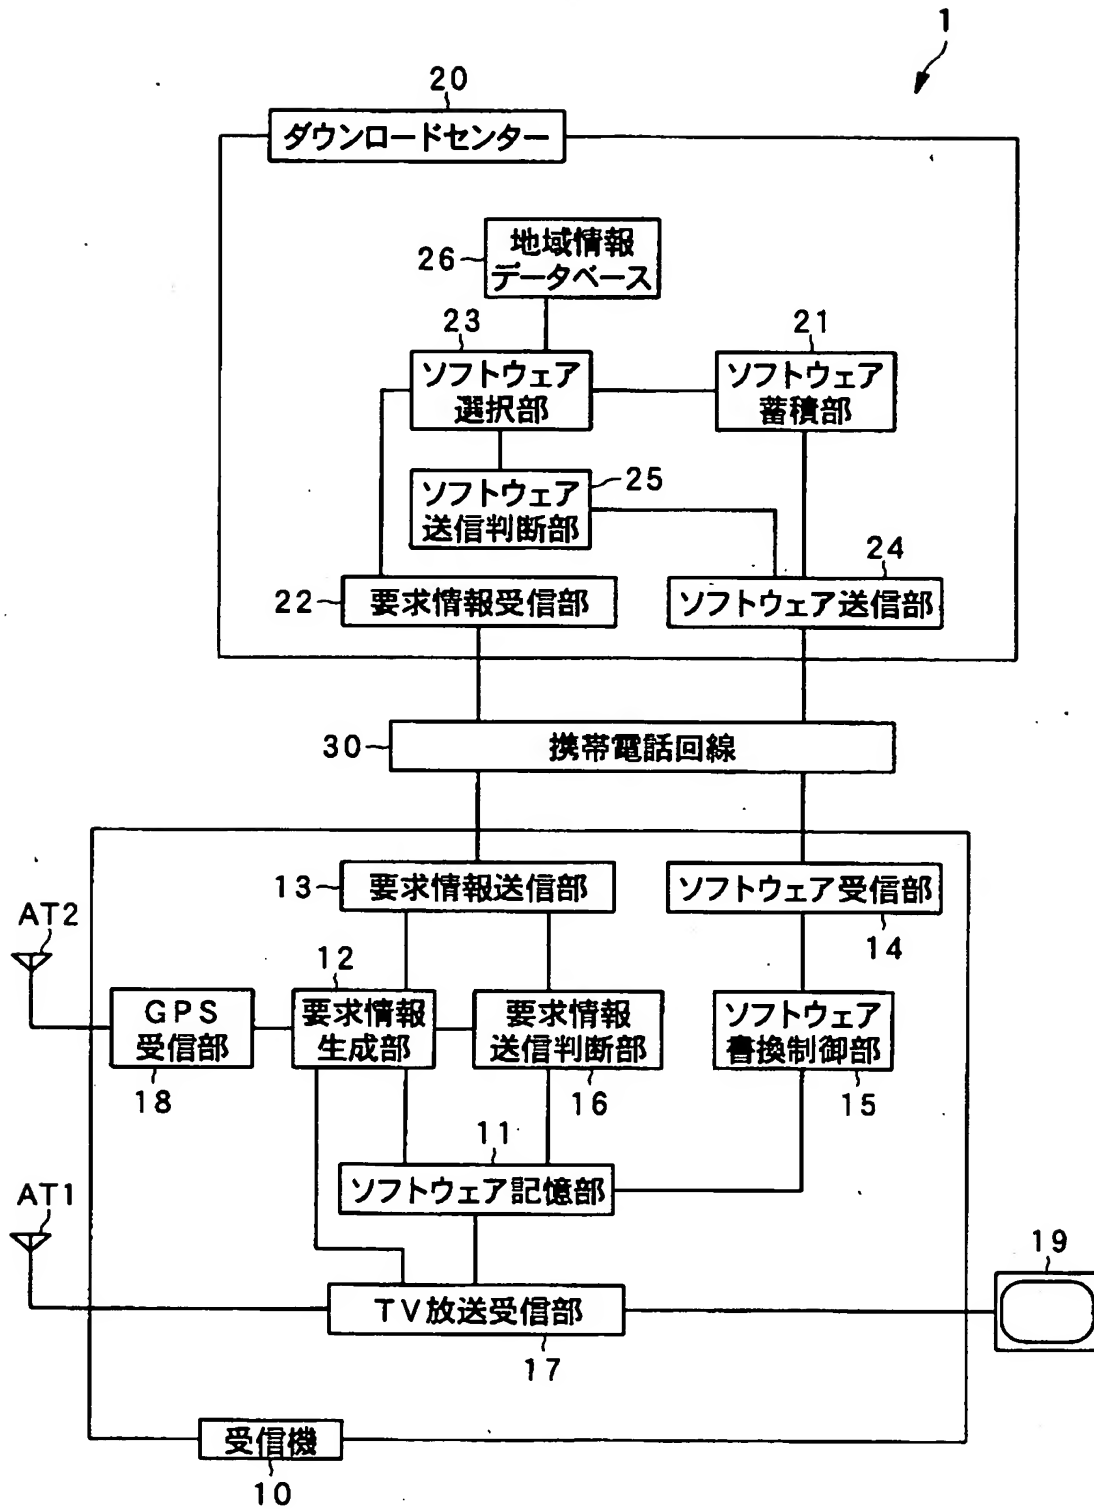 1
20
ダウンロードセンター
26
地域情報
データベース
23
21
ソフトウェア
選択部
ソフトウェア
蓄積部
ソフトウェア
送信判断部
25
24
22
要求情報受信部
ソフトウェア送信部
30
携帯電話回線
13
要求情報送信部
ソフトウェア受信部
14
AT2
12
GPS
受信部
18
要求情報
生成部
要求情報
送信判断部
16
ソフトウェア
書換制御部
15
11
ソフトウェア記憶部
AT1
19
TV放送受信部
17
受信機
10